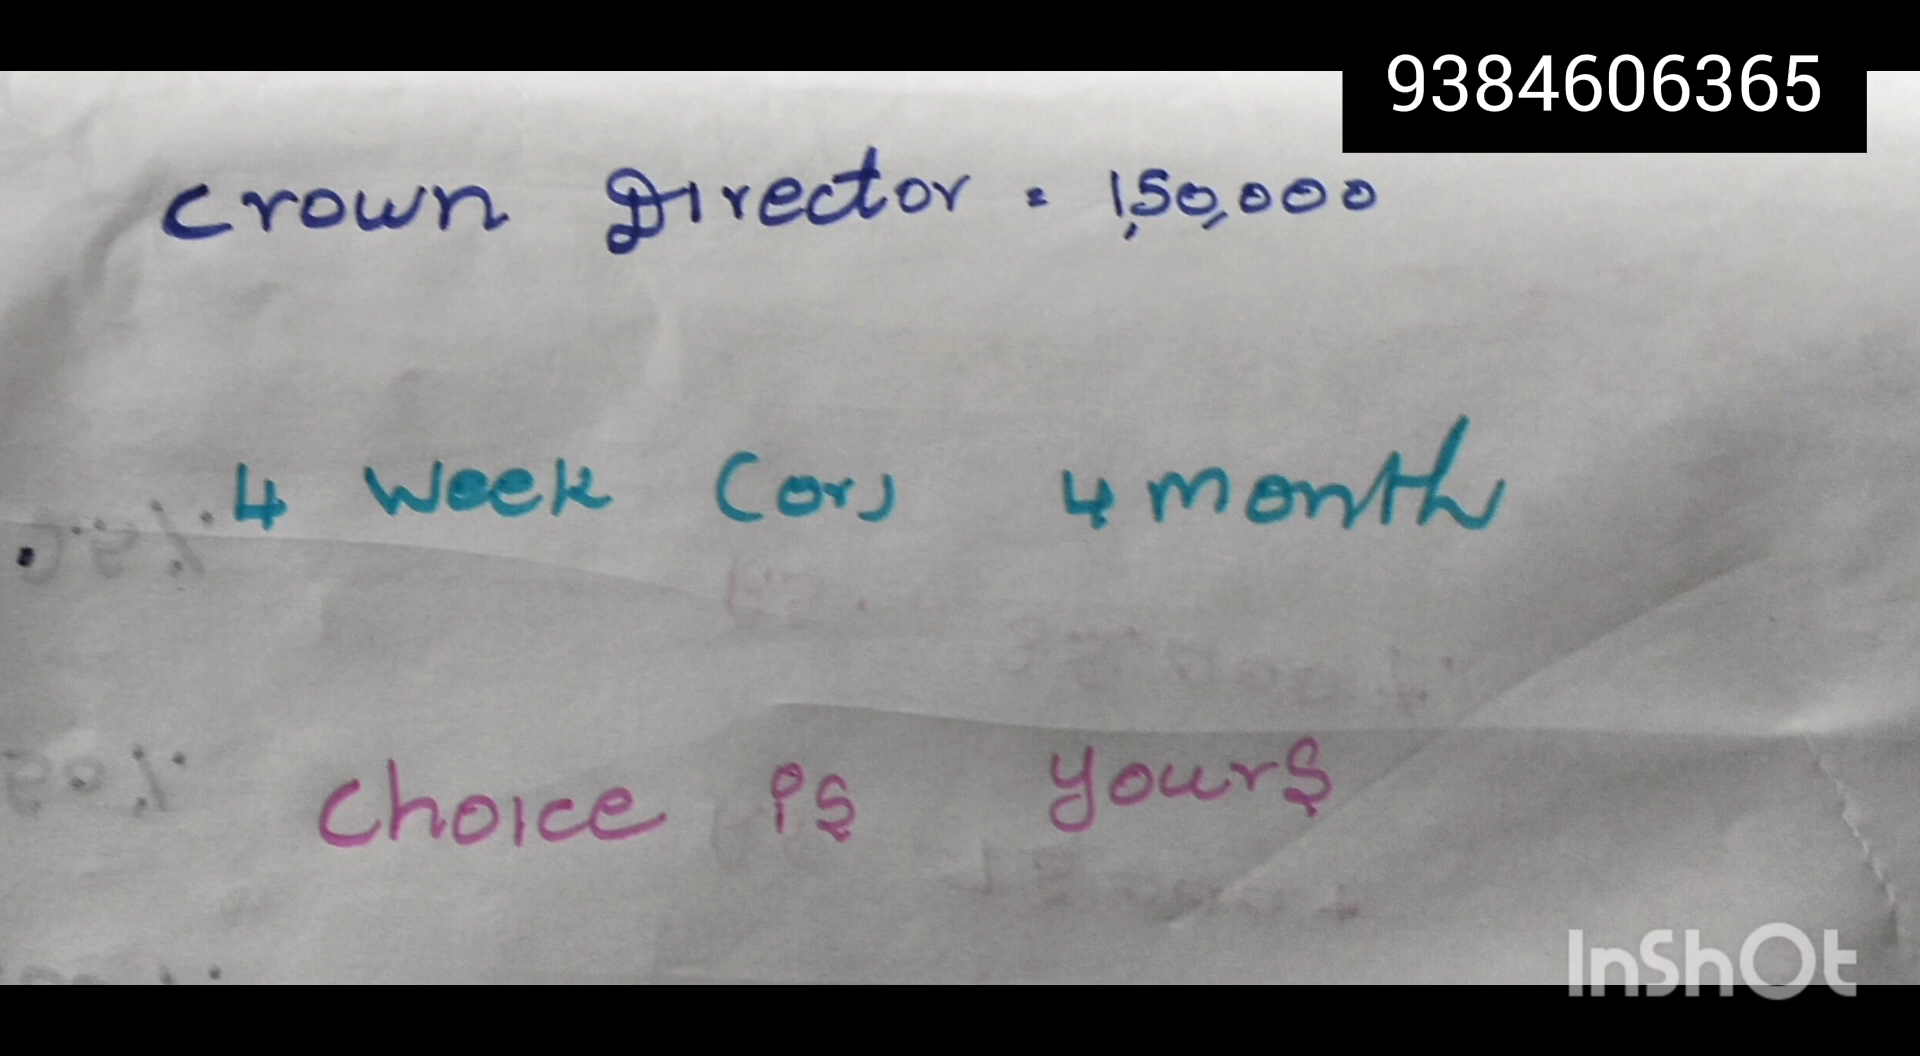 9384606365
Crown Director = 1,50,000
4 Week (or) 4 month
Choice is yours
InShOt